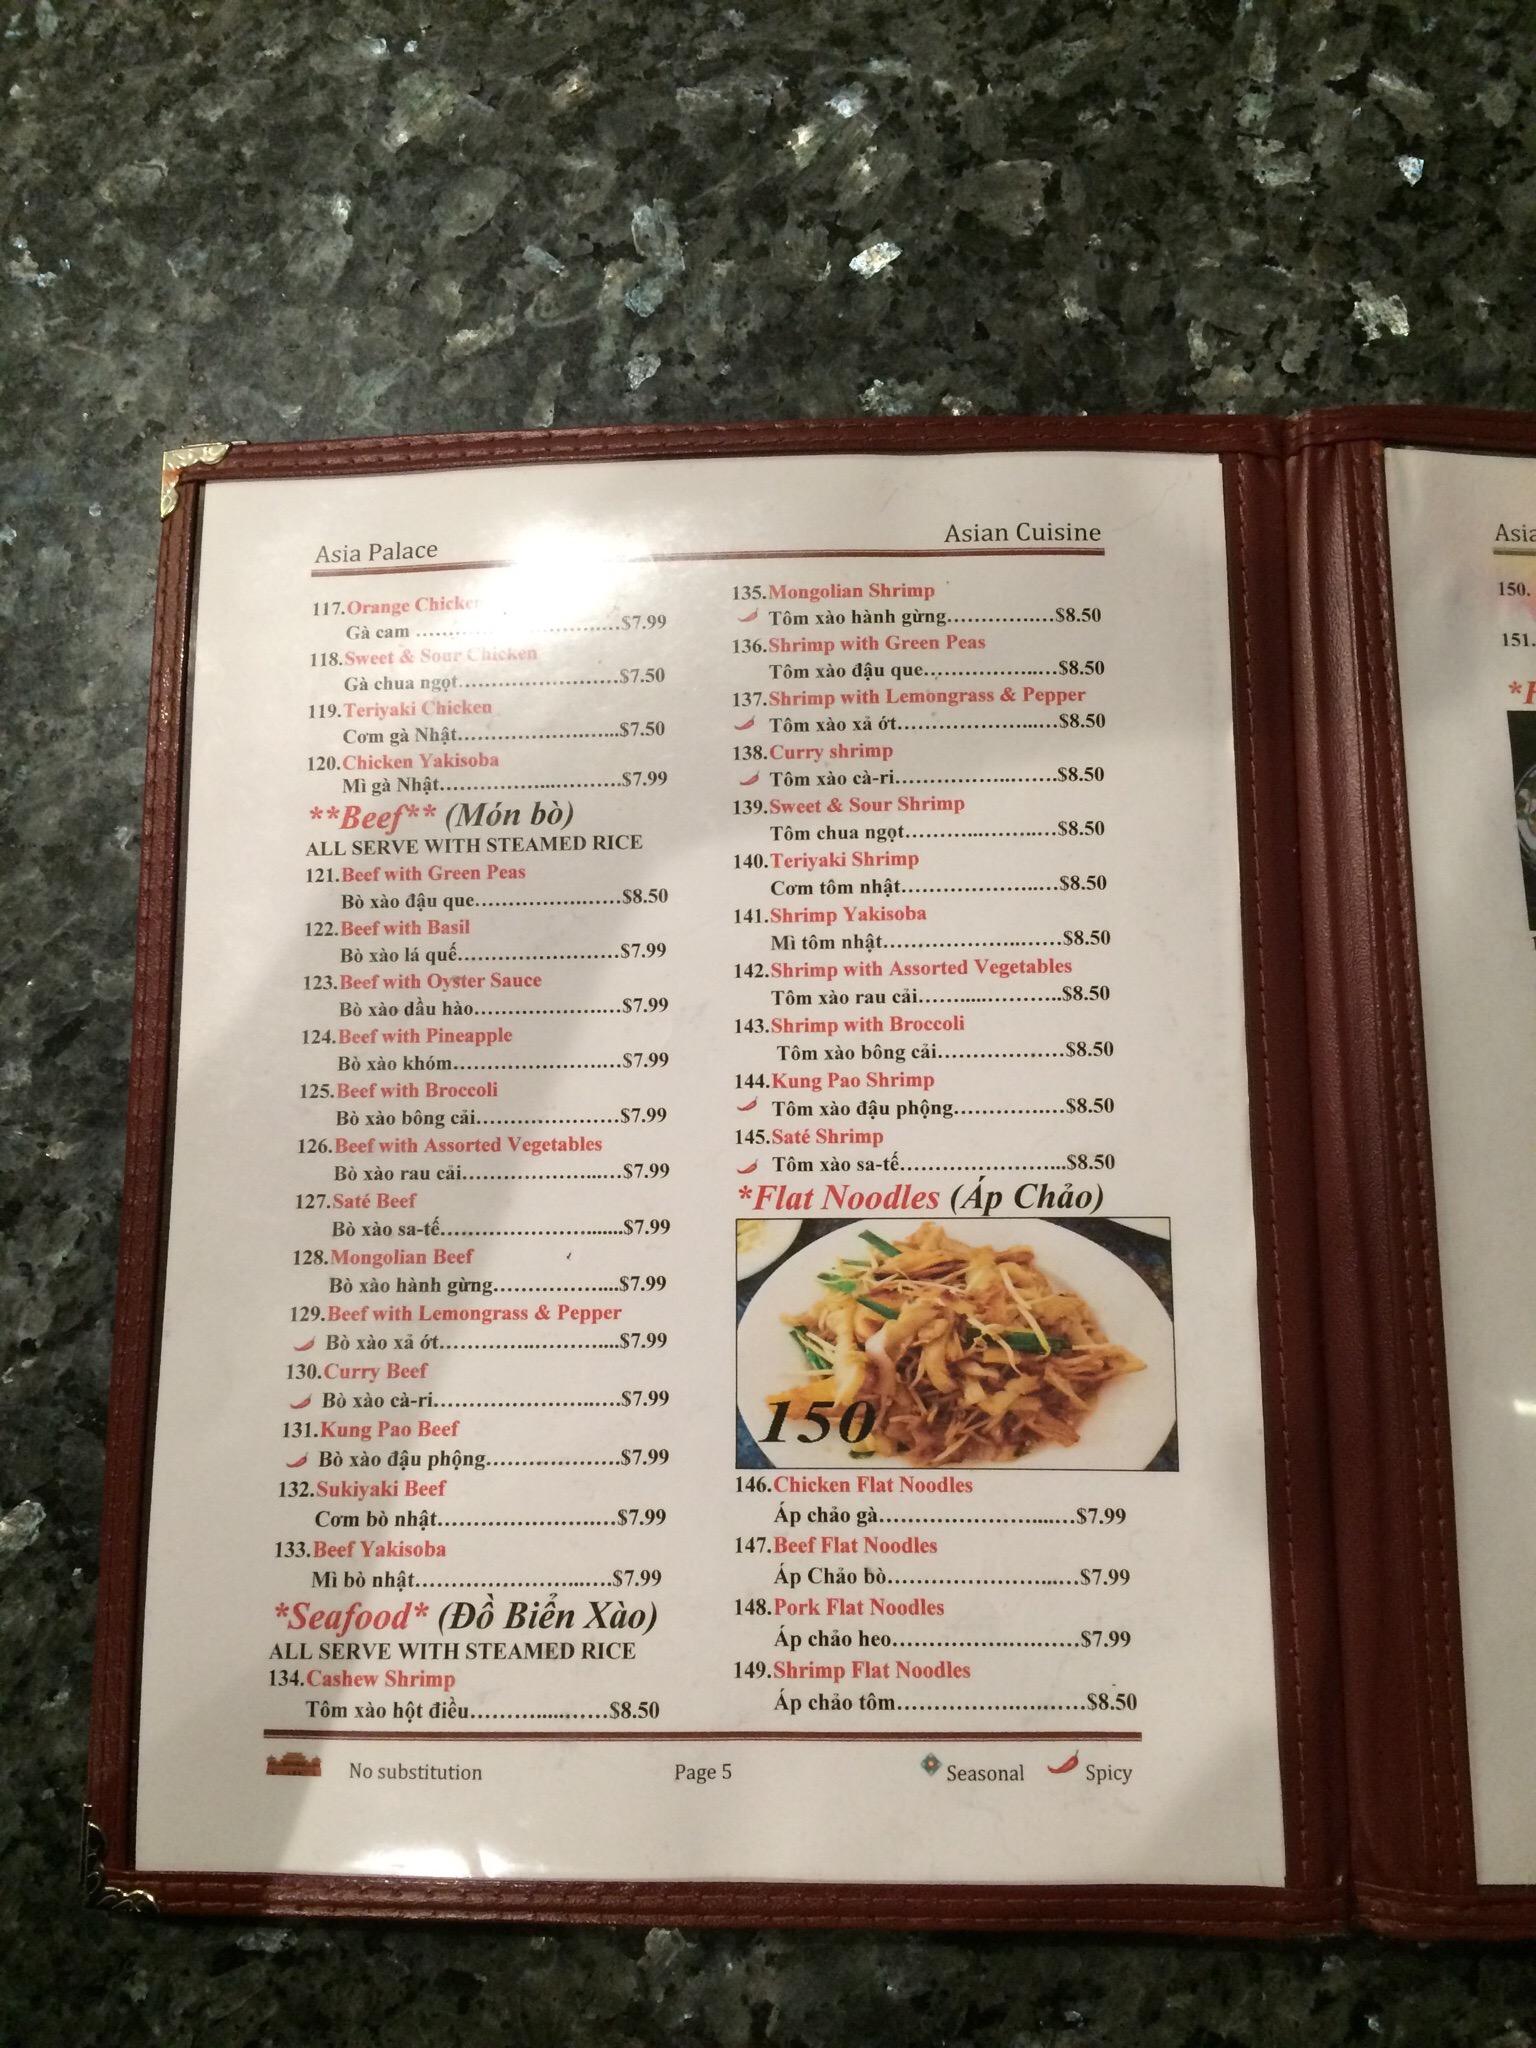 Asia Palace
Asian Cuisine
117.Orange Chicken
Gà cam ..............................$7.99
118.Sweet & Sour Chicken
Gà chua ngọt..............................$7.50
119.Teriyaki Chicken
Cơm gà Nhật..............................$7.50
120.Chicken Yakisoba
Mì gà Nhật..............................$7.99
**Beef** (Món bò)
ALL SERVE WITH STEAMED RICE
121.Beef with Green Peas
Bò xào đậu que..............................$8.50
122.Beef with Basil
Bò xào lá quế..............................$7.99
123.Beef with Oyster Sauce
Bò xào dầu hào..............................$7.99
124.Beef with Pineapple
Bò xào khóm..............................$7.99
125.Beef with Broccoli
Bò xào bông cải..............................$7.99
126.Beef with Assorted Vegetables
Bò xào rau cải..............................$7.99
127.Saté Beef
Bò xào sa-tế..............................$7.99
128.Mongolian Beef
Bò xào hành gừng..............................$7.99
129.Beef with Lemongrass & Pepper
Bò xào xả ớt..............................$7.99
130.Curry Beef
Bò xào cà-ri..............................$7.99
131.Kung Pao Beef
Bò xào đậu phộng..............................$7.99
132.Sukiyaki Beef
Cơm bò nhật..............................$7.99
133.Beef Yakisoba
Mì bò nhật..............................$7.99
*Seafood* (Đồ Biển Xào)
ALL SERVE WITH STEAMED RICE
134.Cashew Shrimp
Tôm xào hột điều..............................$8.50
135.Mongolian Shrimp
Tôm xào hành gừng..............................$8.50
136.Shrimp with Green Peas
Tôm xào đậu que..............................$8.50
137.Shrimp with Lemongrass & Pepper
Tôm xào xả ớt..............................$8.50
138.Curry shrimp
Tôm xào cà-ri..............................$8.50
139.Sweet & Sour Shrimp
Tôm chua ngọt..............................$8.50
140.Teriyaki Shrimp
Cơm tôm nhật..............................$8.50
141.Shrimp Yakisoba
Mì tôm nhật..............................$8.50
142.Shrimp with Assorted Vegetables
Tôm xào rau cải..............................$8.50
143.Shrimp with Broccoli
Tôm xào bông cải..............................$8.50
144.Kung Pao Shrimp
Tôm xào đậu phộng..............................$8.50
145.Saté Shrimp
Tôm xào sa-tế..............................$8.50
*Flat Noodles (Áp Chảo)
150
146.Chicken Flat Noodles
Áp chảo gà..............................$7.99
147.Beef Flat Noodles
Áp Chảo bò..............................$7.99
148.Pork Flat Noodles
Áp chảo heo..............................$7.99
149.Shrimp Flat Noodles
Áp chảo tôm..............................$8.50
No substitution
Page 5
Seasonal
Spicy
150.
151.